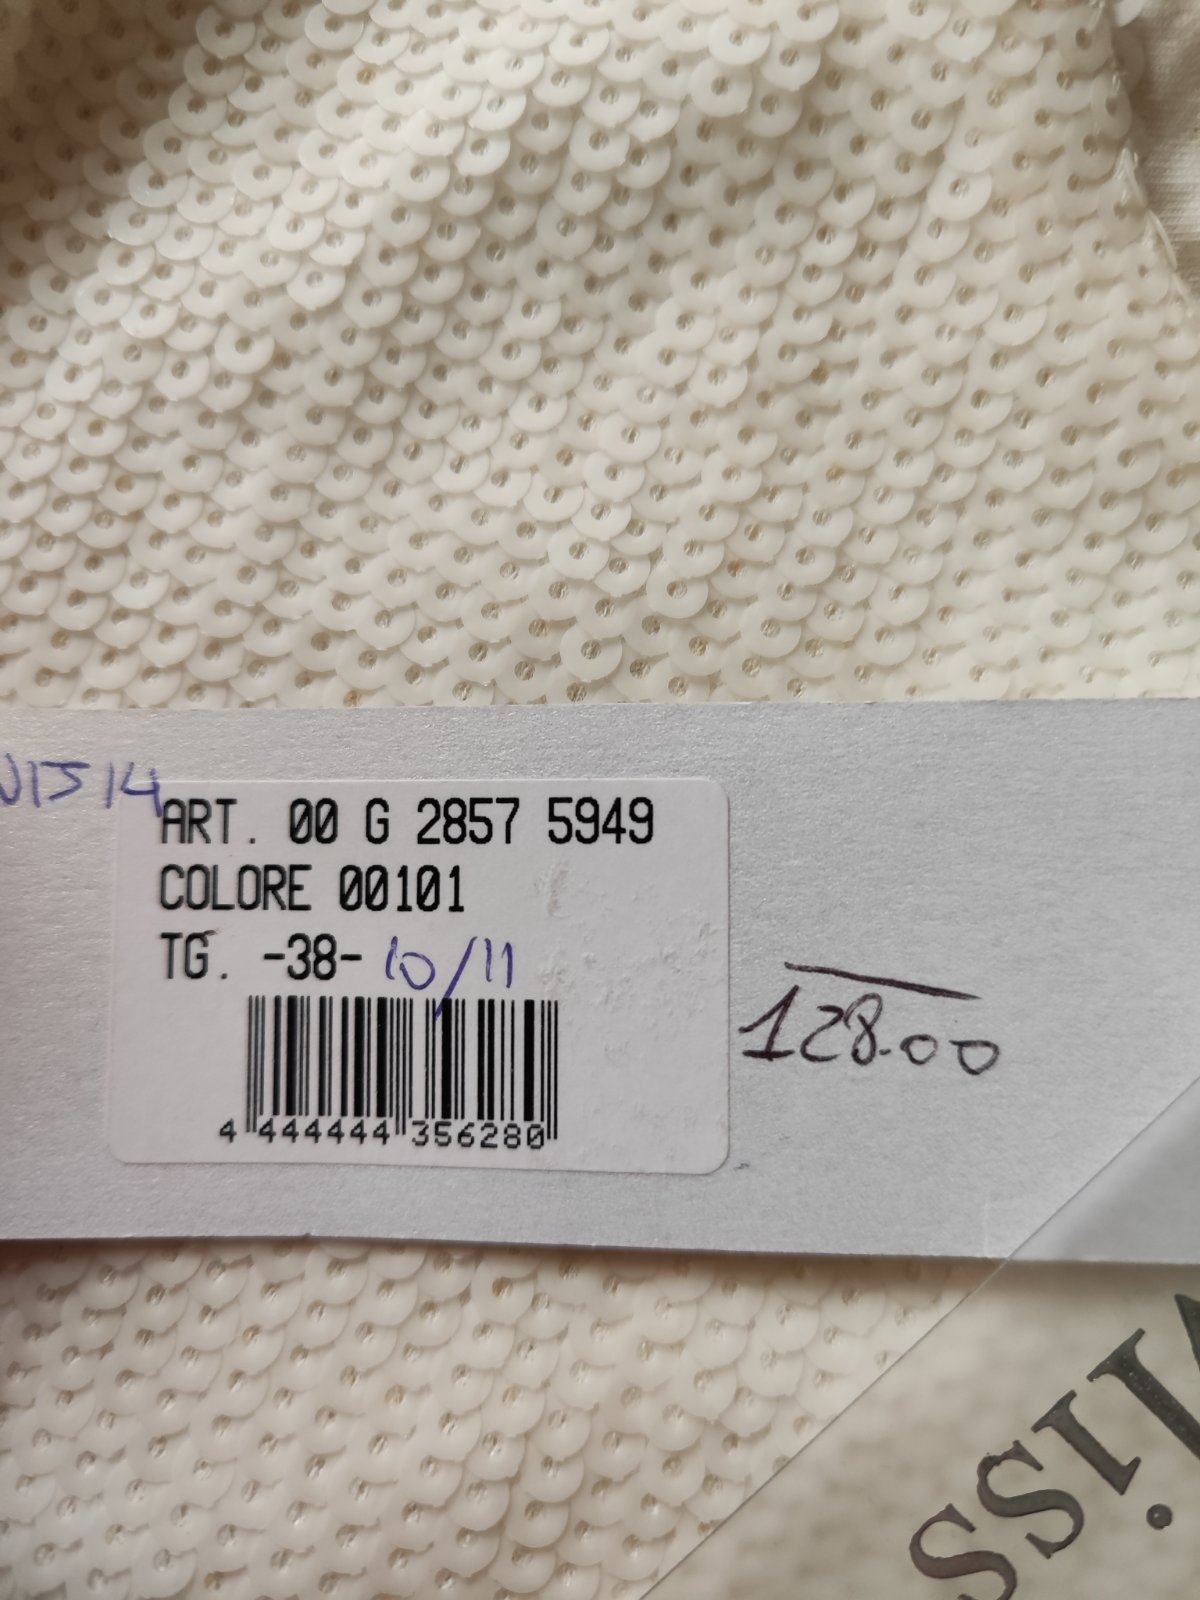 ART. 00 G 2857 5949
COLORE 00101
TG. -38- 10/11
4 444444 356280
128.00